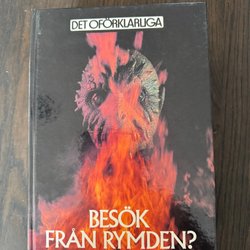 DET OFÖRKLARLIGA
BESÖK
FRÅN RYMDEN?